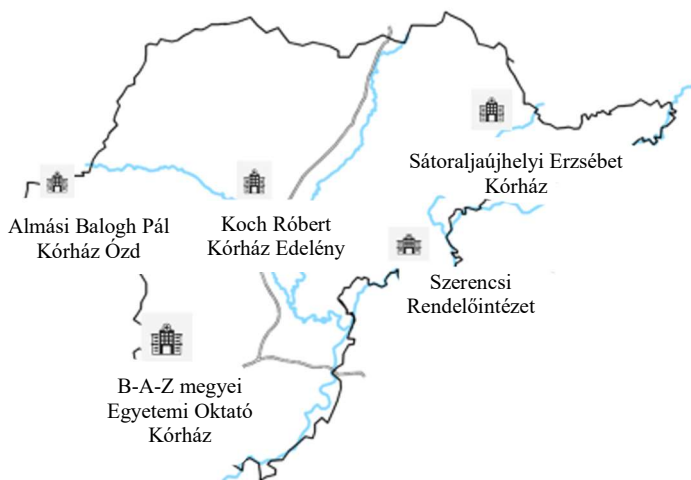 Sátoraljaújhelyi Erzsébet
Kórház
Almási Balogh Pál
Kórház Ózd
Koch Róbert
Kórház Edelény
Szerencsi
Rendelőintézet
B-A-Z megyei
Egyetemi Oktató
Kórház